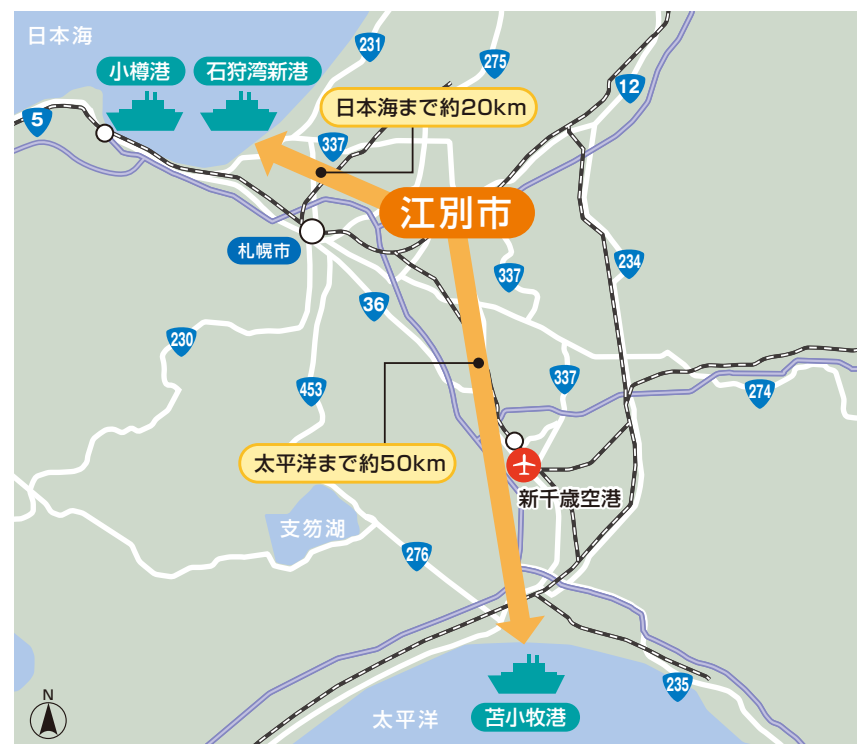 日本海
小樽港
石狩湾新港
231
275
12
5
日本海まで約20km
337
江別市
札幌市
337
234
36
230
453
337
274
太平洋まで約50km
新千歳空港
支笏湖
276
N
太平洋
苫小牧港
235